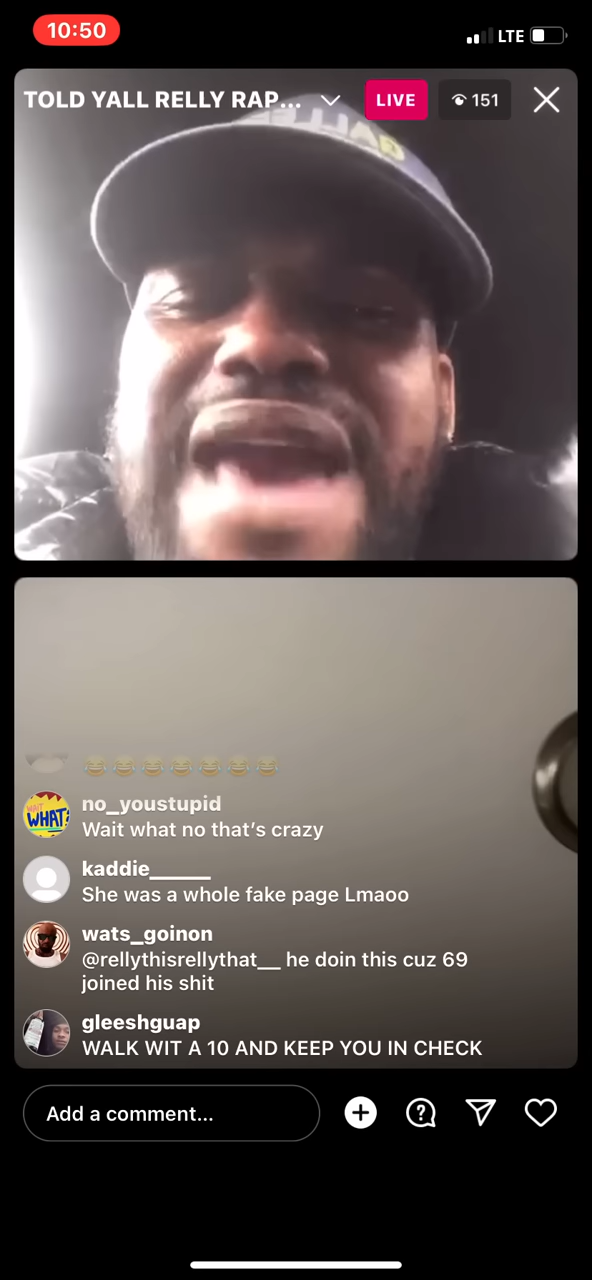 10:50
LTE
TOLD YALL RELLY RAP...
LIVE
151
😂😂😂😂😂😂😂
WAIT
WHAT?
no_youstupid
Wait what no that’s crazy
kaddie______
She was a whole fake page Lmaoo
wats_goinon
@rellythisrellythat__ he doin this cuz 69
joined his shit
gleeshguap
WALK WIT A 10 AND KEEP YOU IN CHECK
Add a comment...